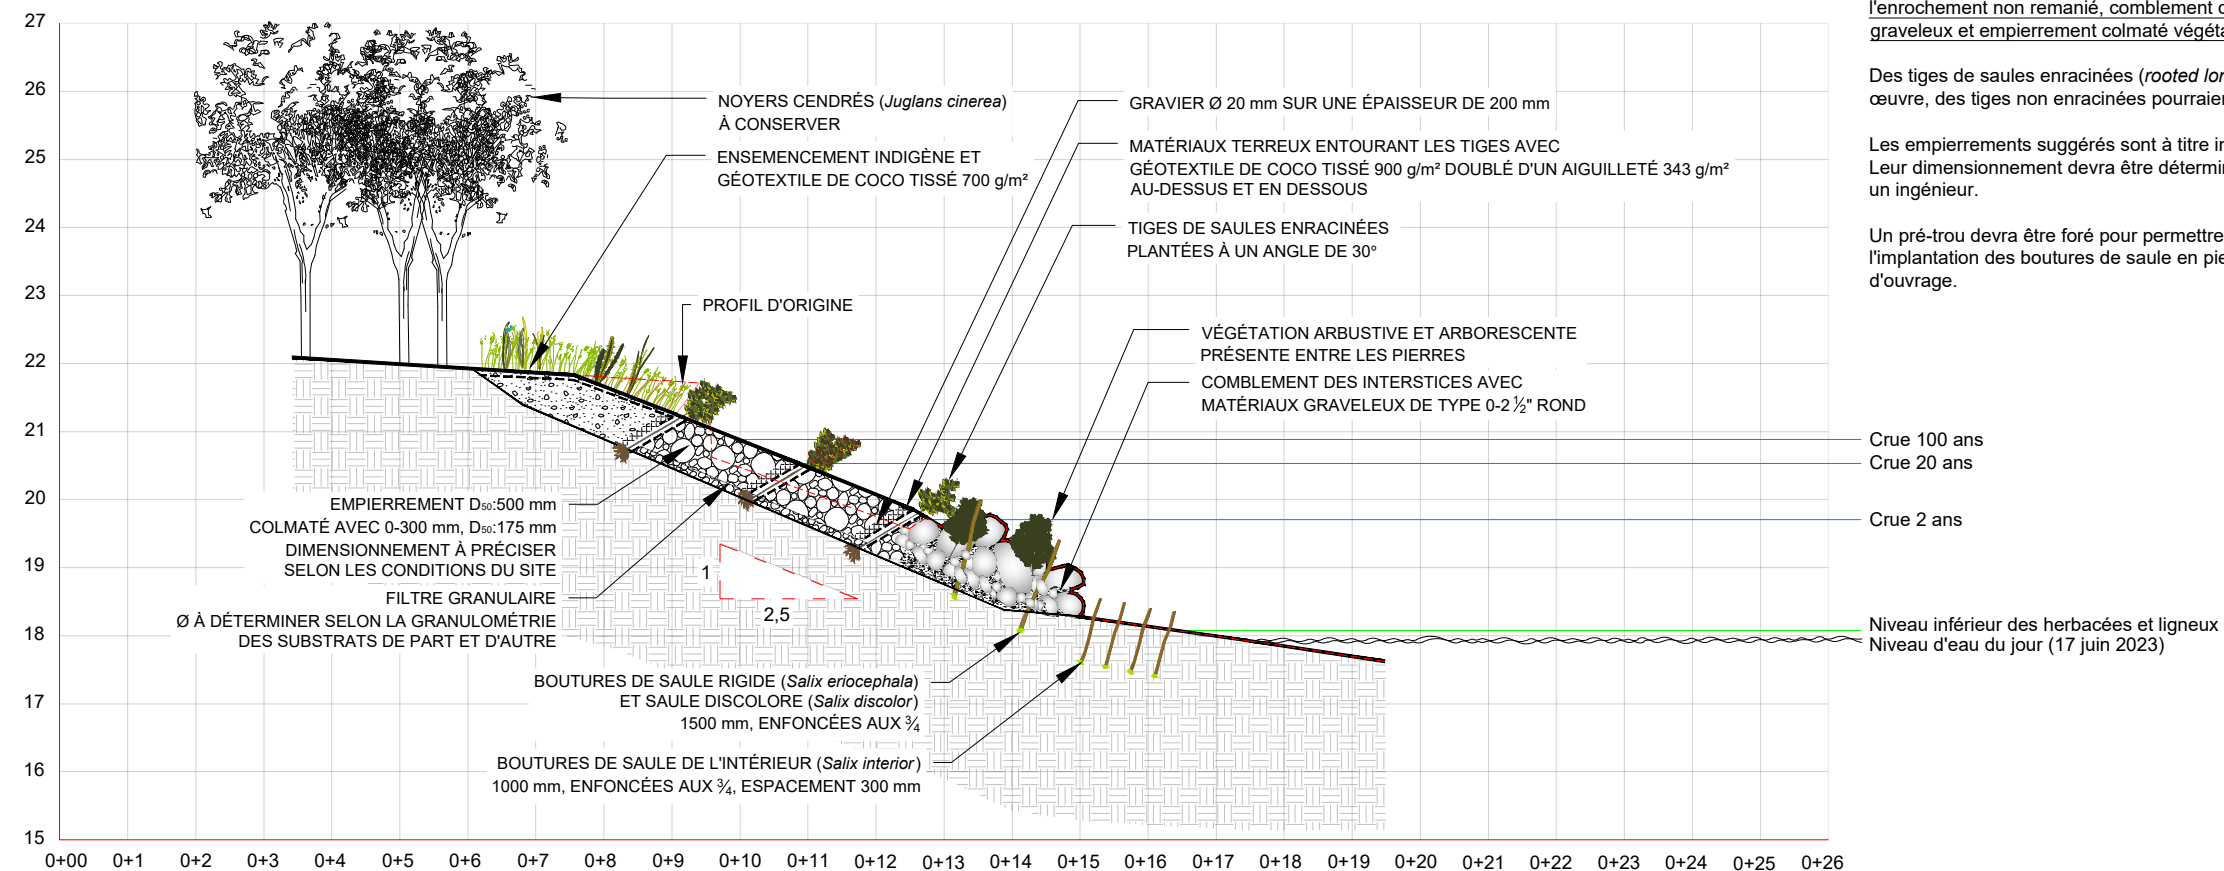 27
26
25
24
23
22
21
20
19
18
17
16
15
0+00 0+1 0+2 0+3 0+4 0+5 0+6 0+7 0+8 0+9 0+10 0+11 0+12 0+13 0+14 0+15 0+16 0+17 0+18 0+19 0+20 0+21 0+22 0+23 0+24 0+25 0+26
NOYERS CENDRÉS (Juglans cinerea)
À CONSERVER
ENSEMENCEMENT INDIGÈNE ET
GÉOTEXTILE DE COCO TISSÉ 700 g/m²
PROFIL D'ORIGINE
GRAVIER Ø 20 mm SUR UNE ÉPAISSEUR DE 200 mm
MATÉRIAUX TERREUX ENTOURANT LES TIGES AVEC
GÉOTEXTILE DE COCO TISSÉ 900 g/m² DOUBLÉ D'UN AIGUILLETÉ 343 g/m²
AU-DESSUS ET EN DESSOUS
TIGES DE SAULES ENRACINÉES
PLANTÉES À UN ANGLE DE 30°
VÉGÉTATION ARBUSTIVE ET ARBORESCENTE
PRÉSENTE ENTRE LES PIERRES
COMBLEMENT DES INTERSTICES AVEC
MATÉRIAUX GRAVELEUX DE TYPE 0-2 ½" ROND
EMPIERREMENT D₅₀:500 mm
COLMATÉ AVEC 0-300 mm, D₅₀:175 mm
DIMENSIONNEMENT À PRÉCISER
SELON LES CONDITIONS DU SITE
FILTRE GRANULAIRE
Ø À DÉTERMINER SELON LA GRANULOMÉTRIE
DES SUBSTRATS DE PART ET D'AUTRE
1
2,5
BOUTURES DE SAULE RIGIDE (Salix eriocephala)
ET SAULE DISCOLORE (Salix discolor)
1500 mm, ENFONCÉES AUX ¾
BOUTURES DE SAULE DE L'INTÉRIEUR (Salix interior)
1000 mm, ENFONCÉES AUX ¾, ESPACEMENT 300 mm
l'enrochement non remanié, comblement
graveleux et empierrement colmaté
Des tiges de saules enracinées (rooted
œuvre, des tiges non enracinées
Les empierrements suggérés sont à titre
Leur dimensionnement devra être
un ingénieur.
Un pré-trou devra être foré pour permettre
l'implantation des boutures de saule en
d'ouvrage.
Crue 100 ans
Crue 20 ans
Crue 2 ans
Niveau inférieur des herbacées et ligneux
Niveau d'eau du jour (17 juin 2023)